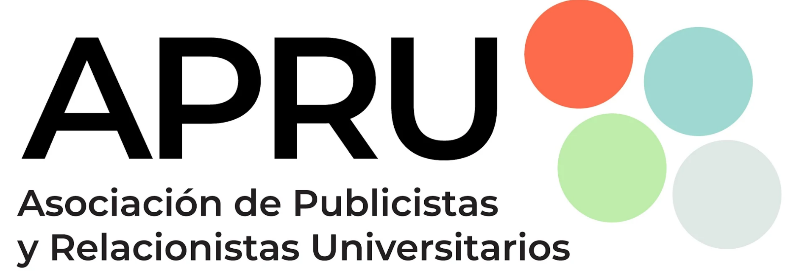 APRU
Asociación de Publicistas
y Relacionistas Universitarios